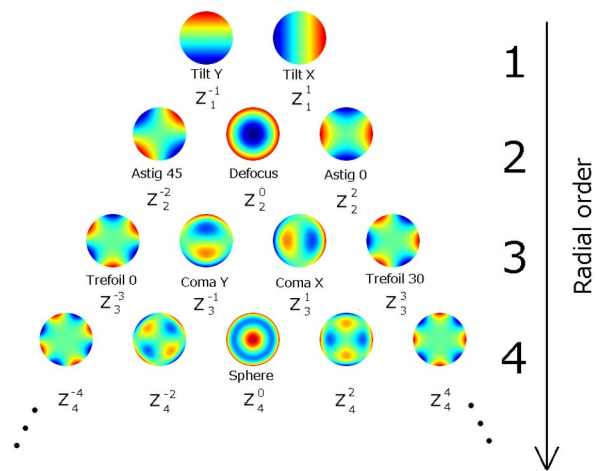 1
Tilt Y Tilt X
Z₁⁻¹ Z₁¹
2
Astig 45 Defocus Astig 0
Z₂⁻² Z₂⁰ Z₂²
Radial order
3
Trefoil 0 Coma Y Coma X Trefoil 30
Z₃⁻³ Z₃⁻¹ Z₃¹ Z₃³
4
Sphere
Z₄⁻⁴ Z₄⁻² Z₄⁰ Z₄² Z₄⁴